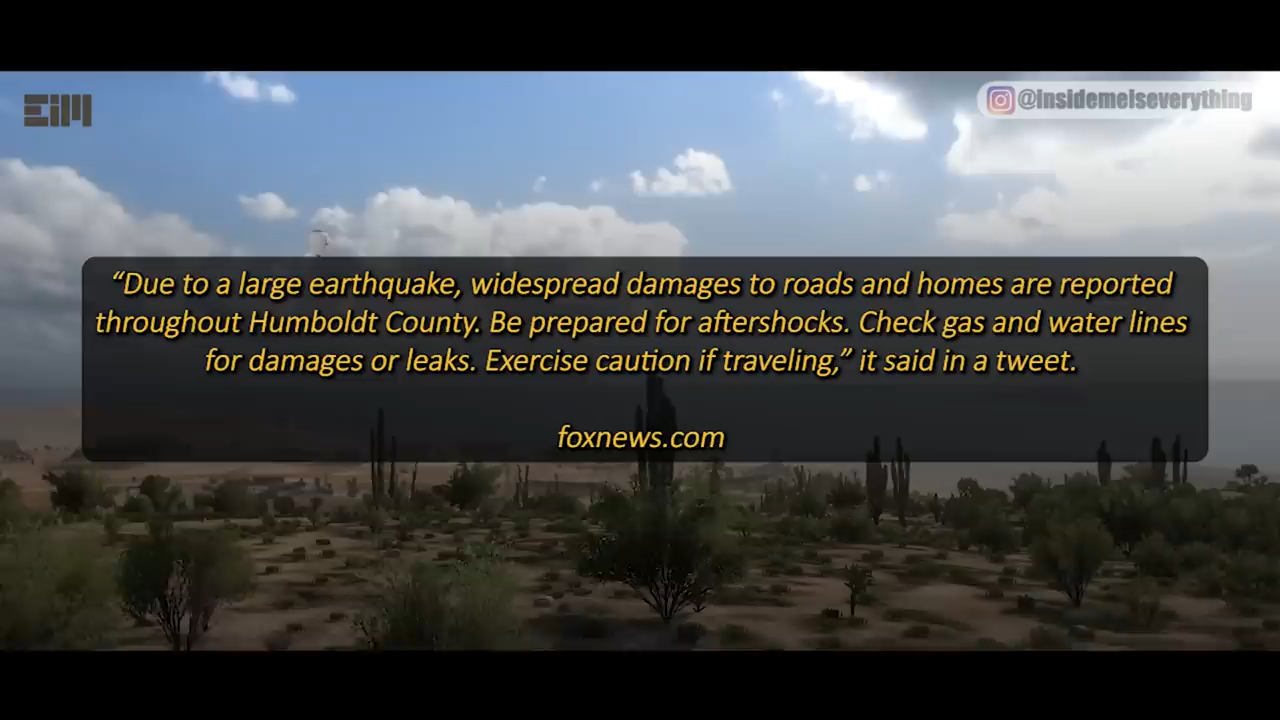 EiM
@insidemeiseverything
“Due to a large earthquake, widespread damages to roads and homes are reported
throughout Humboldt County. Be prepared for aftershocks. Check gas and water lines
for damages or leaks. Exercise caution if traveling,” it said in a tweet.
foxnews.com